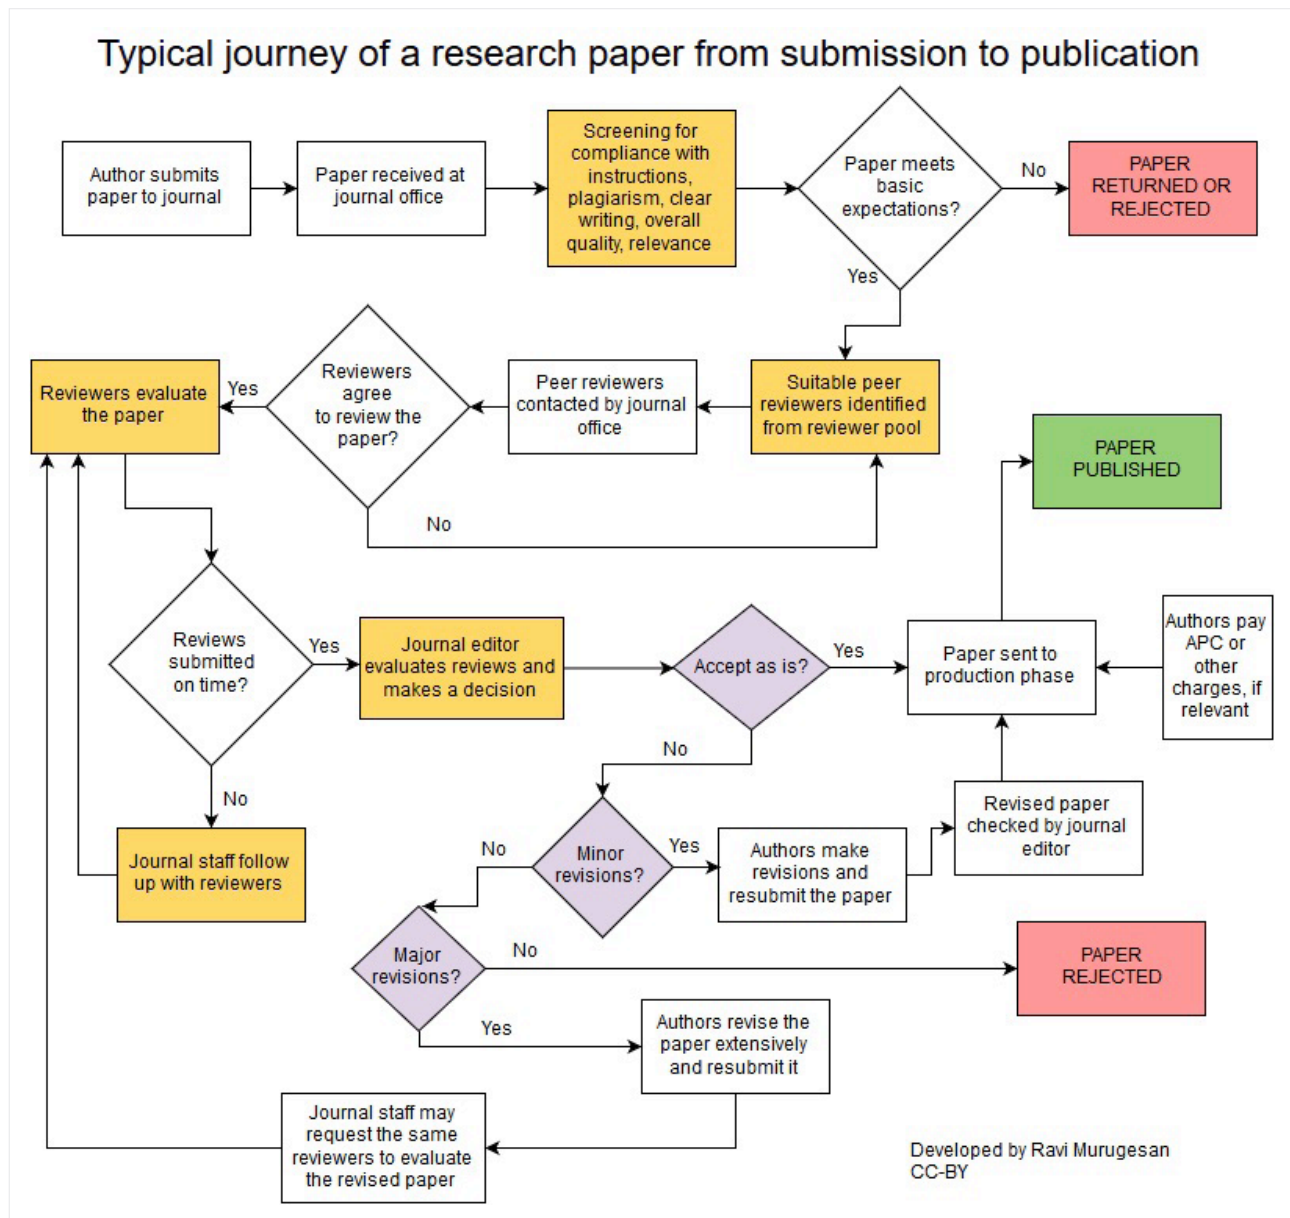 Typical journey of a research paper from submission to publication
Author submits
paper to journal
Paper received at
journal office
Screening for
compliance with
instructions,
plagiarism, clear
writing, overall
quality, relevance
Paper meets
basic
expectations?
No
PAPER
RETURNED OR
REJECTED
Yes
Reviewers evaluate
the paper
Yes
Reviewers
agree
to review the
paper?
Peer reviewers
contacted by journal
office
Suitable peer
reviewers identified
from reviewer pool
No
PAPER
PUBLISHED
Reviews
submitted
on time?
Yes
Journal editor
evaluates reviews and
makes a decision
Accept as is?
Yes
Paper sent to
production phase
Authors pay
APC or
other
charges, if
relevant
No
No
Journal staff follow
up with reviewers
No
Minor
revisions?
Yes
Authors make
revisions and
resubmit the paper
Revised paper
checked by journal
editor
Major
revisions?
No
PAPER
REJECTED
Yes
Authors revise the
paper extensively
and resubmit it
Journal staff may
request the same
reviewers to evaluate
the revised paper
Developed by Ravi Murugesan
CC-BY